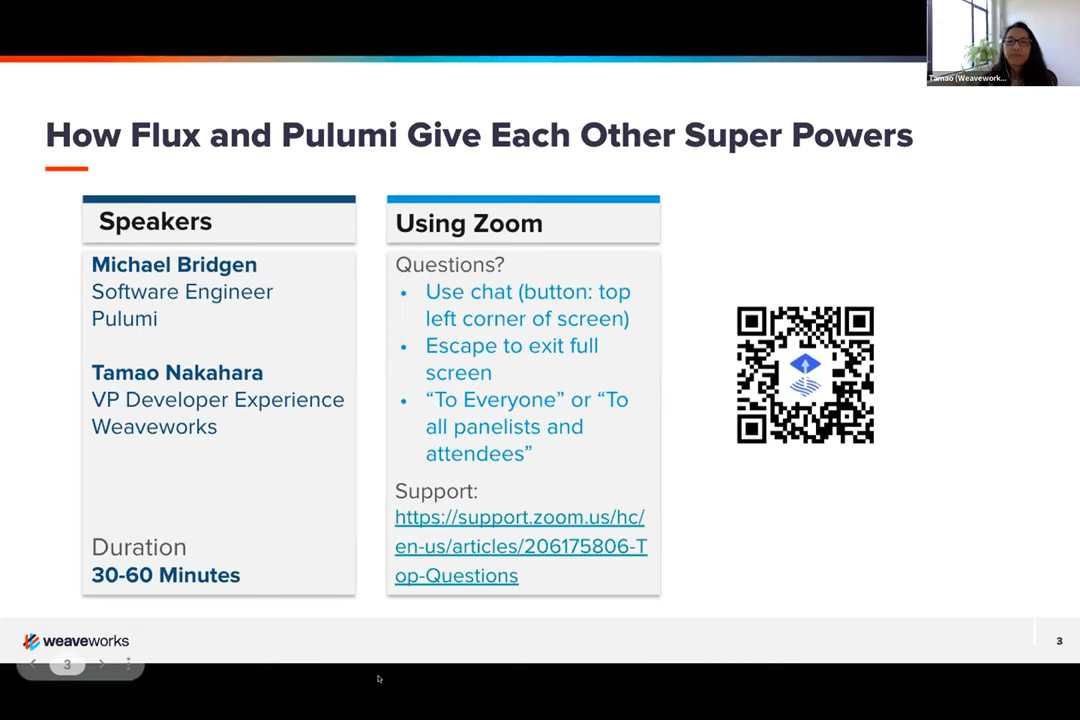 Tamao (Weavework...
How Flux and Pulumi Give Each Other Super Powers
Speakers
Michael Bridgen
Software Engineer
Pulumi
Tamao Nakahara
VP Developer Experience
Weaveworks
Duration
30-60 Minutes
Using Zoom
Questions?
• Use chat (button: top
left corner of screen)
• Escape to exit full
screen
• “To Everyone” or “To
all panelists and
attendees”
Support:
https://support.zoom.us/hc/
en-us/articles/206175806-T
op-Questions
weaveworks
3
3